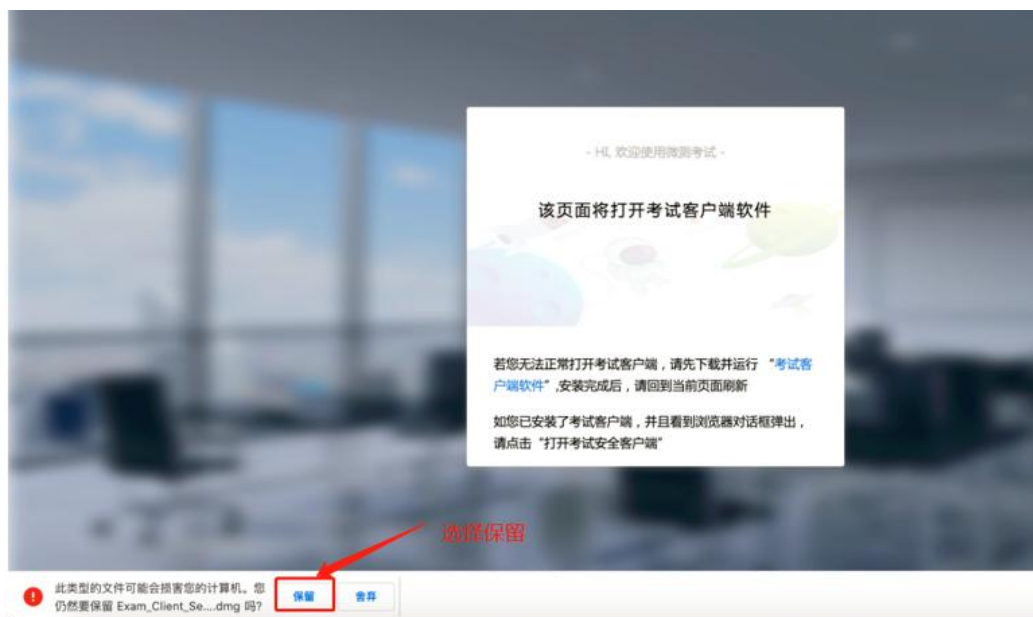 - HI, 欢迎使用微测考试 -
该页面将打开考试客户端软件
若您无法正常打开考试客户端，请先下载并运行 “考试客
户端软件” ,安装完成后，请回到当前页面刷新
如您已安装了考试客户端，并且看到浏览器对话框弹出，
请点击 “打开考试安全客户端”
选择保留
此类型的文件可能会损害您的计算机。您
仍然要保留 Exam_Client_Se....dmg 吗?
保留
舍弃